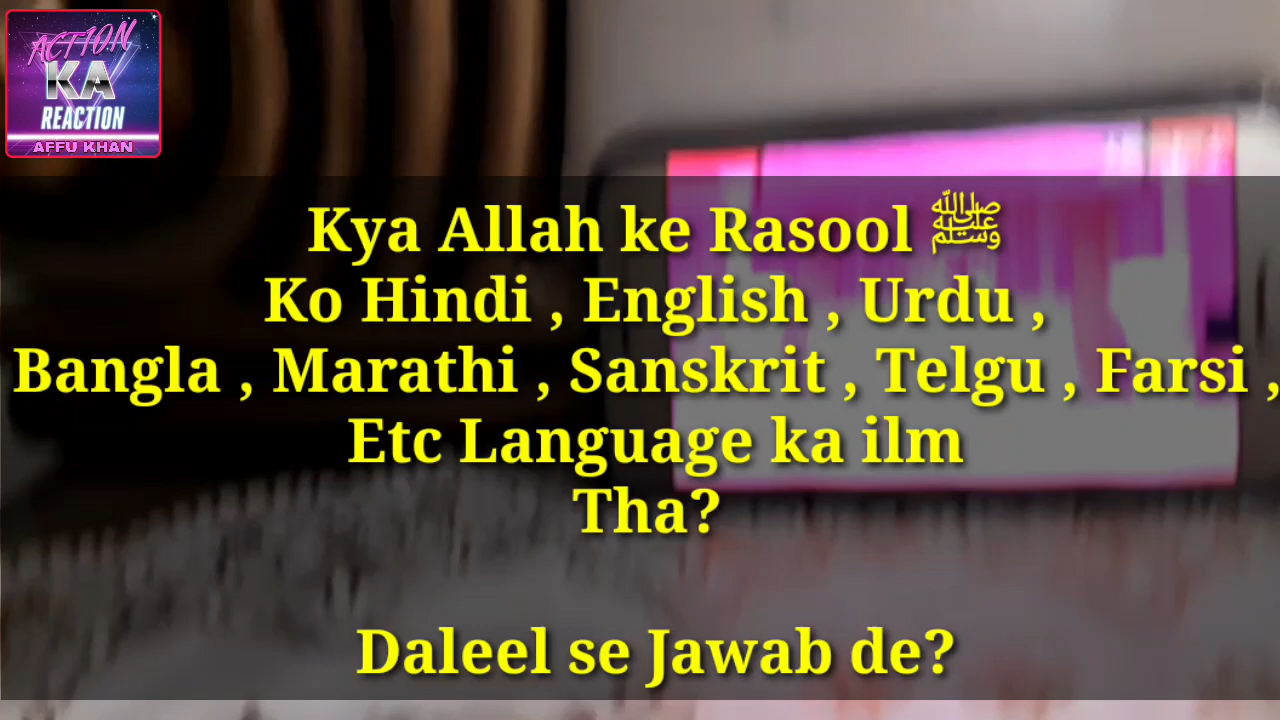 ACTION
KA
REACTION
AFFU KHAN
Kya Allah ke Rasool ﷺ
Ko Hindi , English , Urdu ,
Bangla , Marathi , Sanskrit , Telgu , Farsi ,
Etc Language ka ilm
Tha?
Daleel se Jawab de?